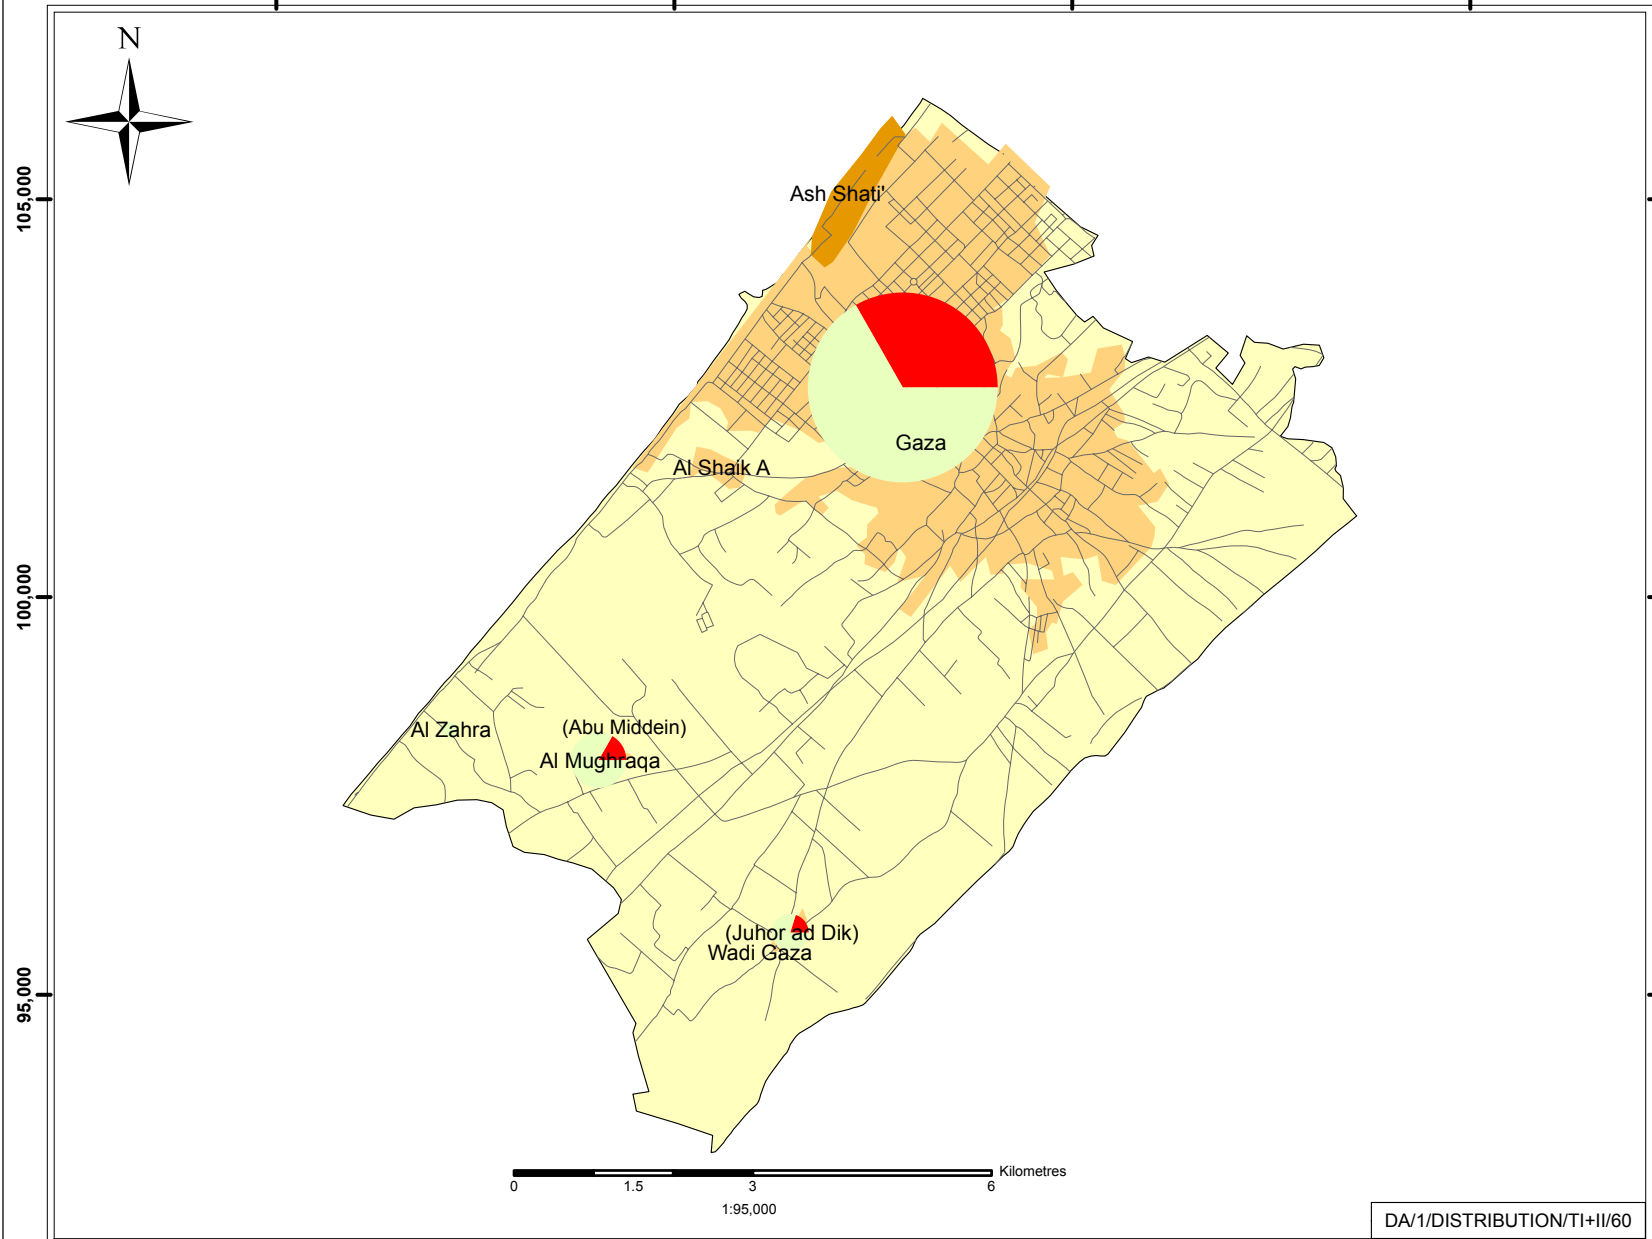 N
105,000
100,000
95,000
Ash Shati'
Gaza
Al Shaik A
Al Zahra
(Abu Middein)
Al Mughraqa
(Juhor ad Dik)
Wadi Gaza
Kilometres
0 1.5 3 6
1:95,000
DA/1/DISTRIBUTION/TI+II/60